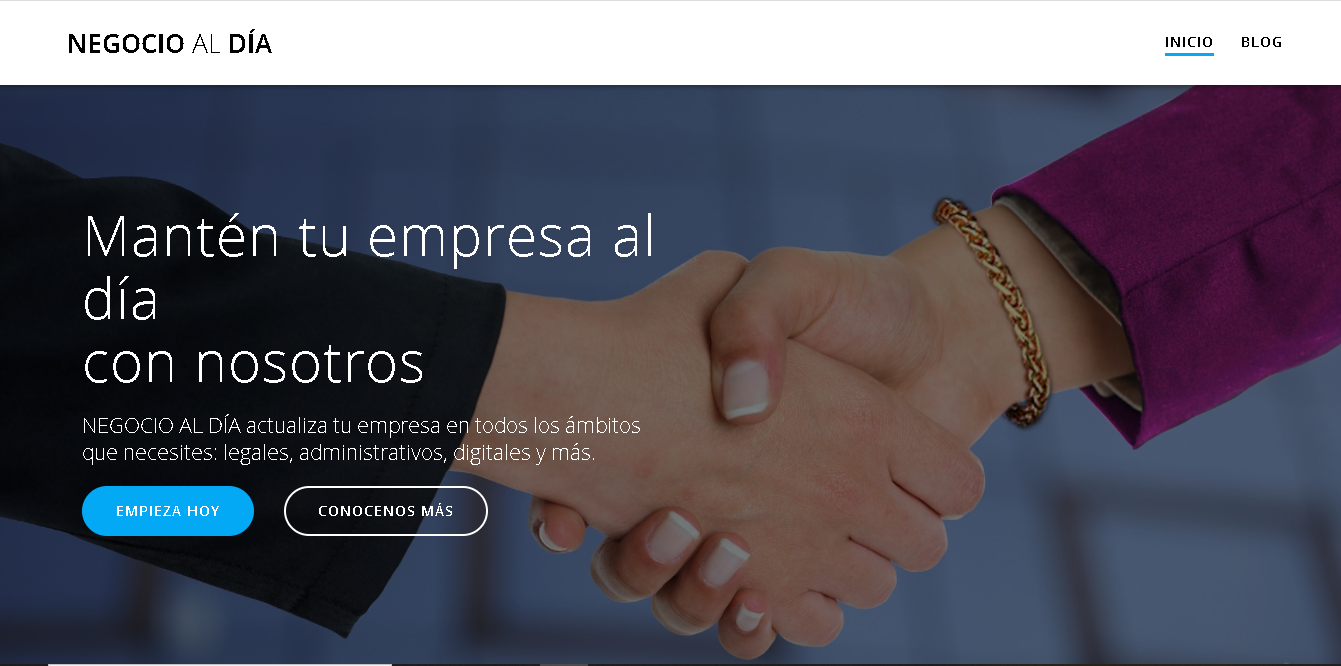 NEGOCIO AL DÍA
INICIO BLOG
Mantén tu empresa al
día
con nosotros
NEGOCIO AL DÍA actualiza tu empresa en todos los ámbitos
que necesites: legales, administrativos, digitales y más.
EMPIEZA HOY
CONOCENOS MÁS